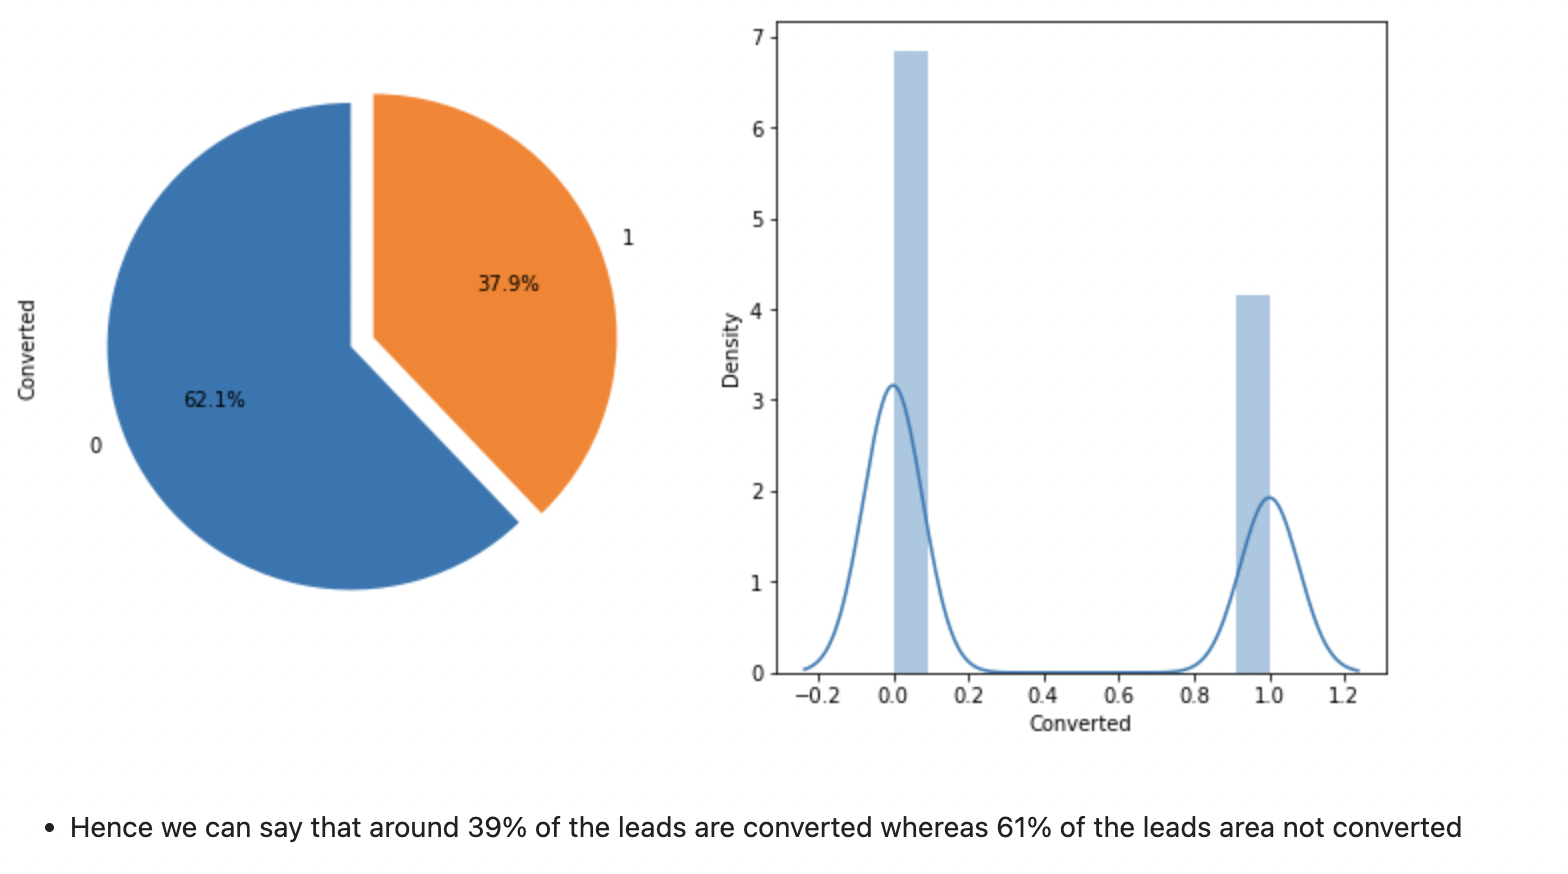 Converted
0
62.1%
37.9%
1
Density
7
6
5
4
3
2
1
0
−0.2 0.0 0.2 0.4 0.6 0.8 1.0 1.2
Converted
• Hence we can say that around 39% of the leads are converted whereas 61% of the leads area not converted